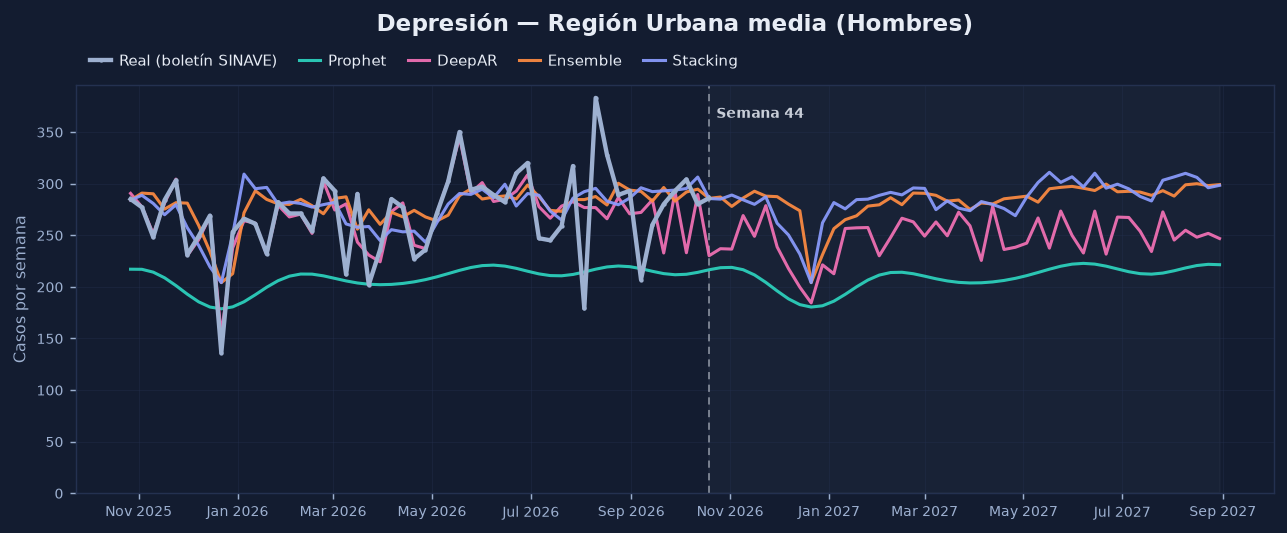 Depresión — Región Urbana media (Hombres)
Real (boletín SINAVE) Prophet DeepAR Ensemble Stacking
Semana 44
Casos por semana
350
300
250
200
150
100
50
0
Nov 2025 Jan 2026 Mar 2026 May 2026 Jul 2026 Sep 2026 Nov 2026 Jan 2027 Mar 2027 May 2027 Jul 2027 Sep 2027